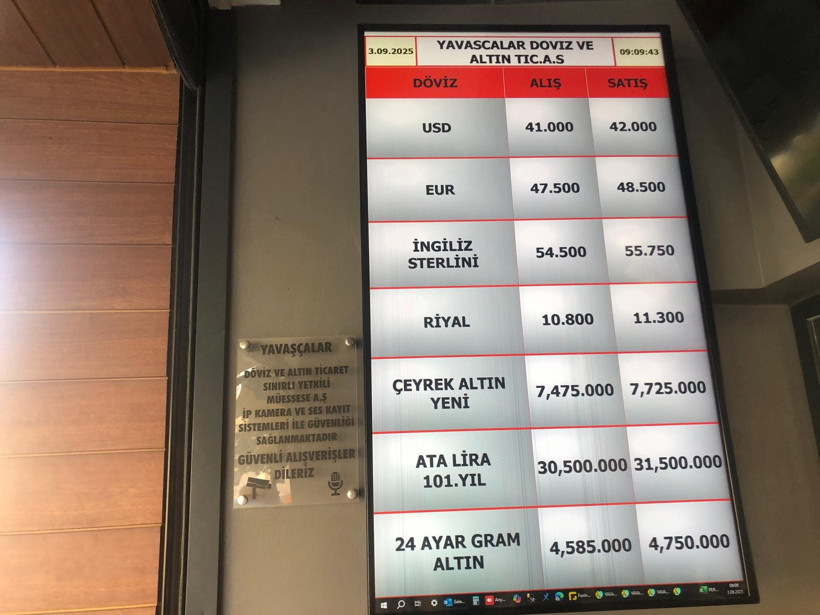 3.09.2025
YAVASCALAR DOVIZ VE
ALTIN TIC.A.S
09:09:43
DÖVİZ ALIŞ SATIŞ
USD 41.000 42.000
EUR 47.500 48.500
İNGİLİZ
STERLİNİ 54.500 55.750
RİYAL 10.800 11.300
ÇEYREK ALTIN
YENİ 7,475.000 7,725.000
ATA LİRA
101.YIL 30,500.000 31,500.000
24 AYAR GRAM
ALTIN 4,585.000 4,750.000
YAVAŞÇALAR
DÖVİZ VE ALTIN TİCARET
SINIRLI YETKİLİ
MÜESSESE A.Ş
İP KAMERA VE SES KAYIT
SİSTEMLERİ İLE GÜVENLİĞİ
SAĞLANMAKTADIR
GÜVENLİ ALIŞVERİŞLER
DİLERİZ